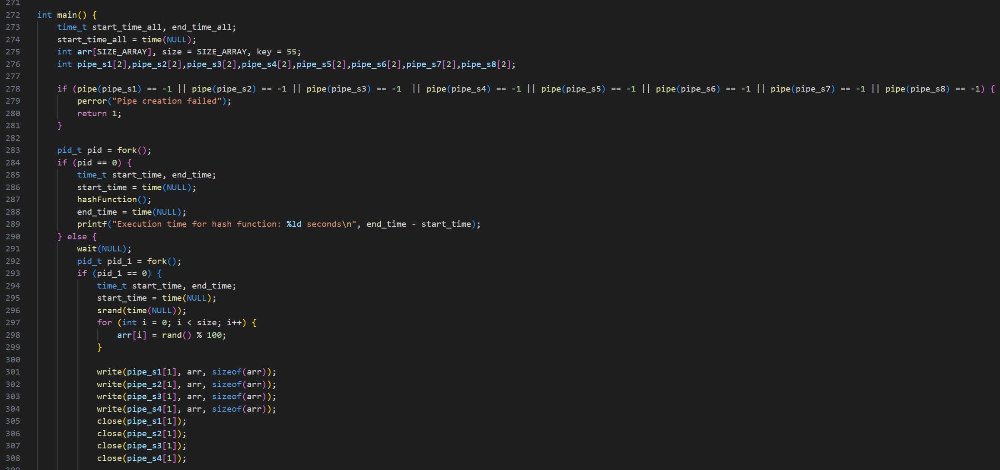 271
272 int main() {
273 time_t start_time_all, end_time_all;
274 start_time_all = time(NULL);
275 int arr[SIZE_ARRAY], size = SIZE_ARRAY, key = 55;
276 int pipe_s1[2],pipe_s2[2],pipe_s3[2],pipe_s4[2],pipe_s5[2],pipe_s6[2],pipe_s7[2],pipe_s8[2];
277
278 if (pipe(pipe_s1) == -1 || pipe(pipe_s2) == -1 || pipe(pipe_s3) == -1  || pipe(pipe_s4) == -1 || pipe(pipe_s5) == -1 || pipe(pipe_s6) == -1 || pipe(pipe_s7) == -1 || pipe(pipe_s8) == -1) {
279 perror("Pipe creation failed");
280 return 1;
281 }
282
283 pid_t pid = fork();
284 if (pid == 0) {
285 time_t start_time, end_time;
286 start_time = time(NULL);
287 hashFunction();
288 end_time = time(NULL);
289 printf("Execution time for hash function: %ld seconds\n", end_time - start_time);
290 } else {
291 wait(NULL);
292 pid_t pid_1 = fork();
293 if (pid_1 == 0) {
294 time_t start_time, end_time;
295 start_time = time(NULL);
296 srand(time(NULL));
297 for (int i = 0; i < size; i++) {
298 arr[i] = rand() % 100;
299 }
300
301 write(pipe_s1[1], arr, sizeof(arr));
302 write(pipe_s2[1], arr, sizeof(arr));
303 write(pipe_s3[1], arr, sizeof(arr));
304 write(pipe_s4[1], arr, sizeof(arr));
305 close(pipe_s1[1]);
306 close(pipe_s2[1]);
307 close(pipe_s3[1]);
308 close(pipe_s4[1]);
309